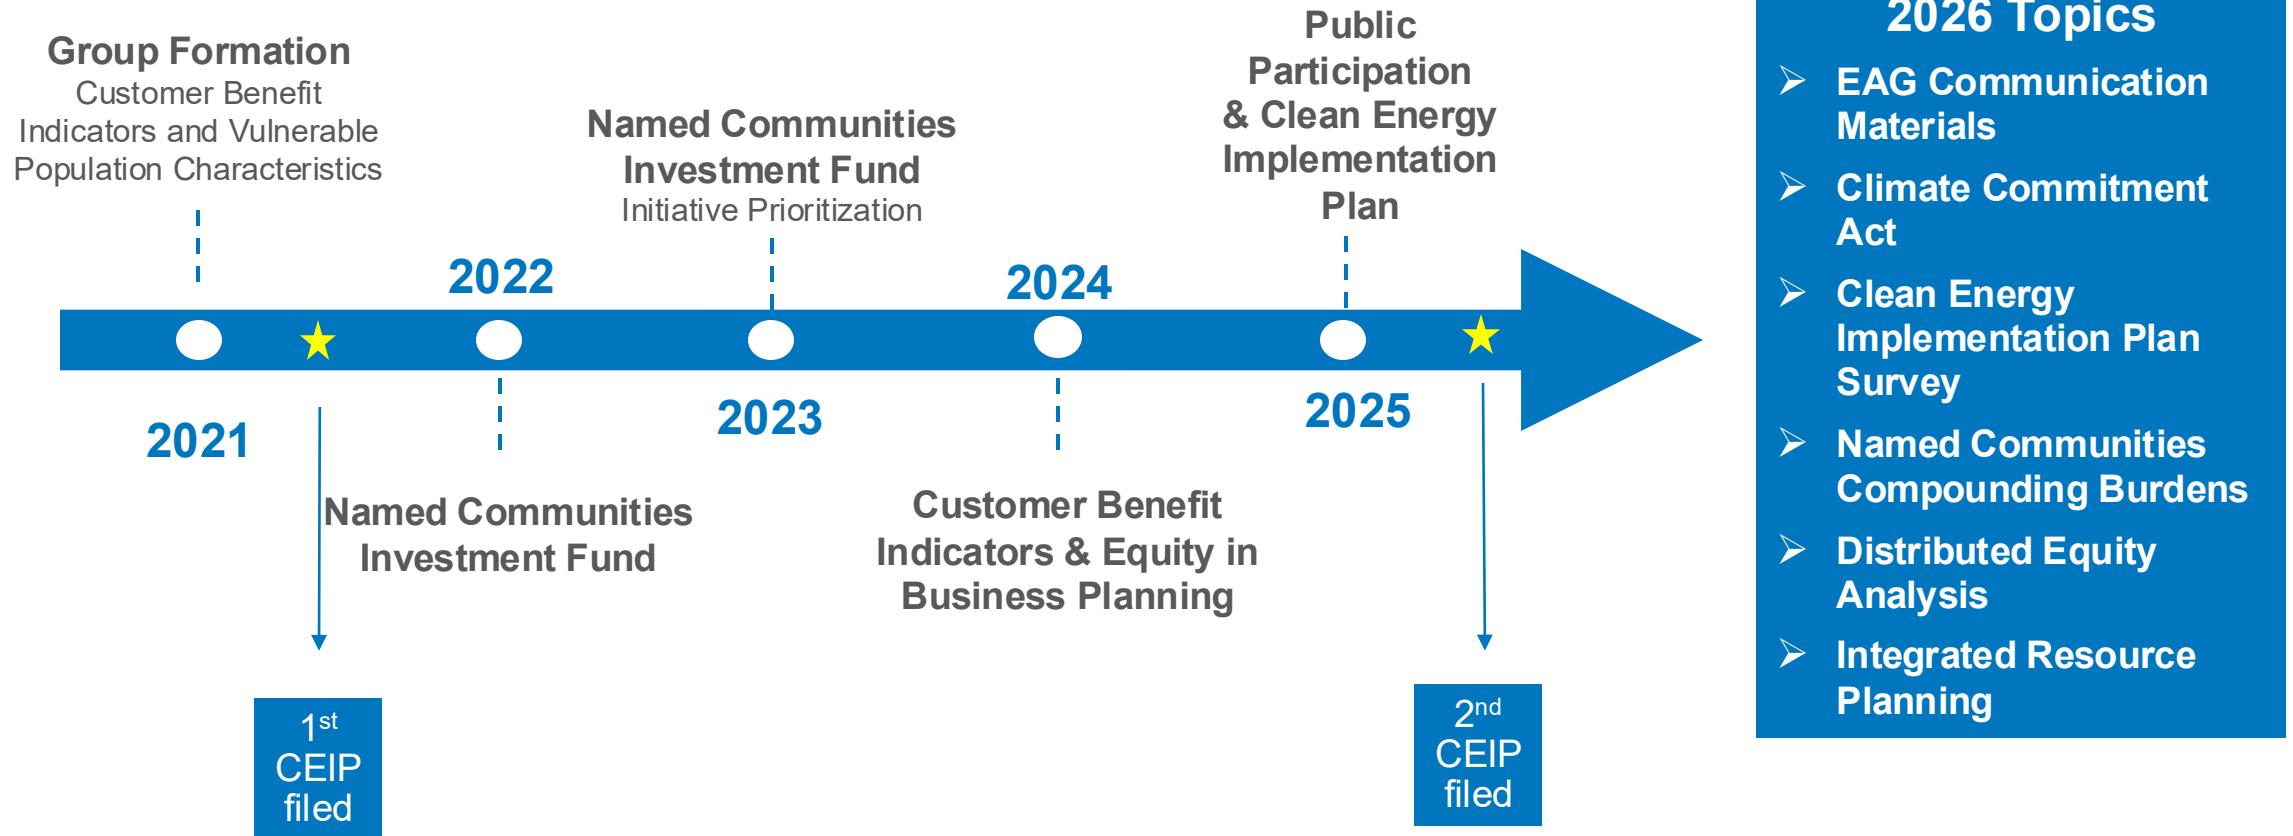 Group Formation
Customer Benefit
Indicators and Vulnerable
Population Characteristics
2021
1st
CEIP
filed
2022
Named Communities
Investment Fund
Named Communities
Investment Fund
Initiative Prioritization
2023
2024
Customer Benefit
Indicators & Equity in
Business Planning
Public
Participation
& Clean Energy
Implementation
Plan
2025
2nd
CEIP
filed
2026 Topics
➢ EAG Communication
Materials
➢ Climate Commitment
Act
➢ Clean Energy
Implementation Plan
Survey
➢ Named Communities
Compounding Burdens
➢ Distributed Equity
Analysis
➢ Integrated Resource
Planning